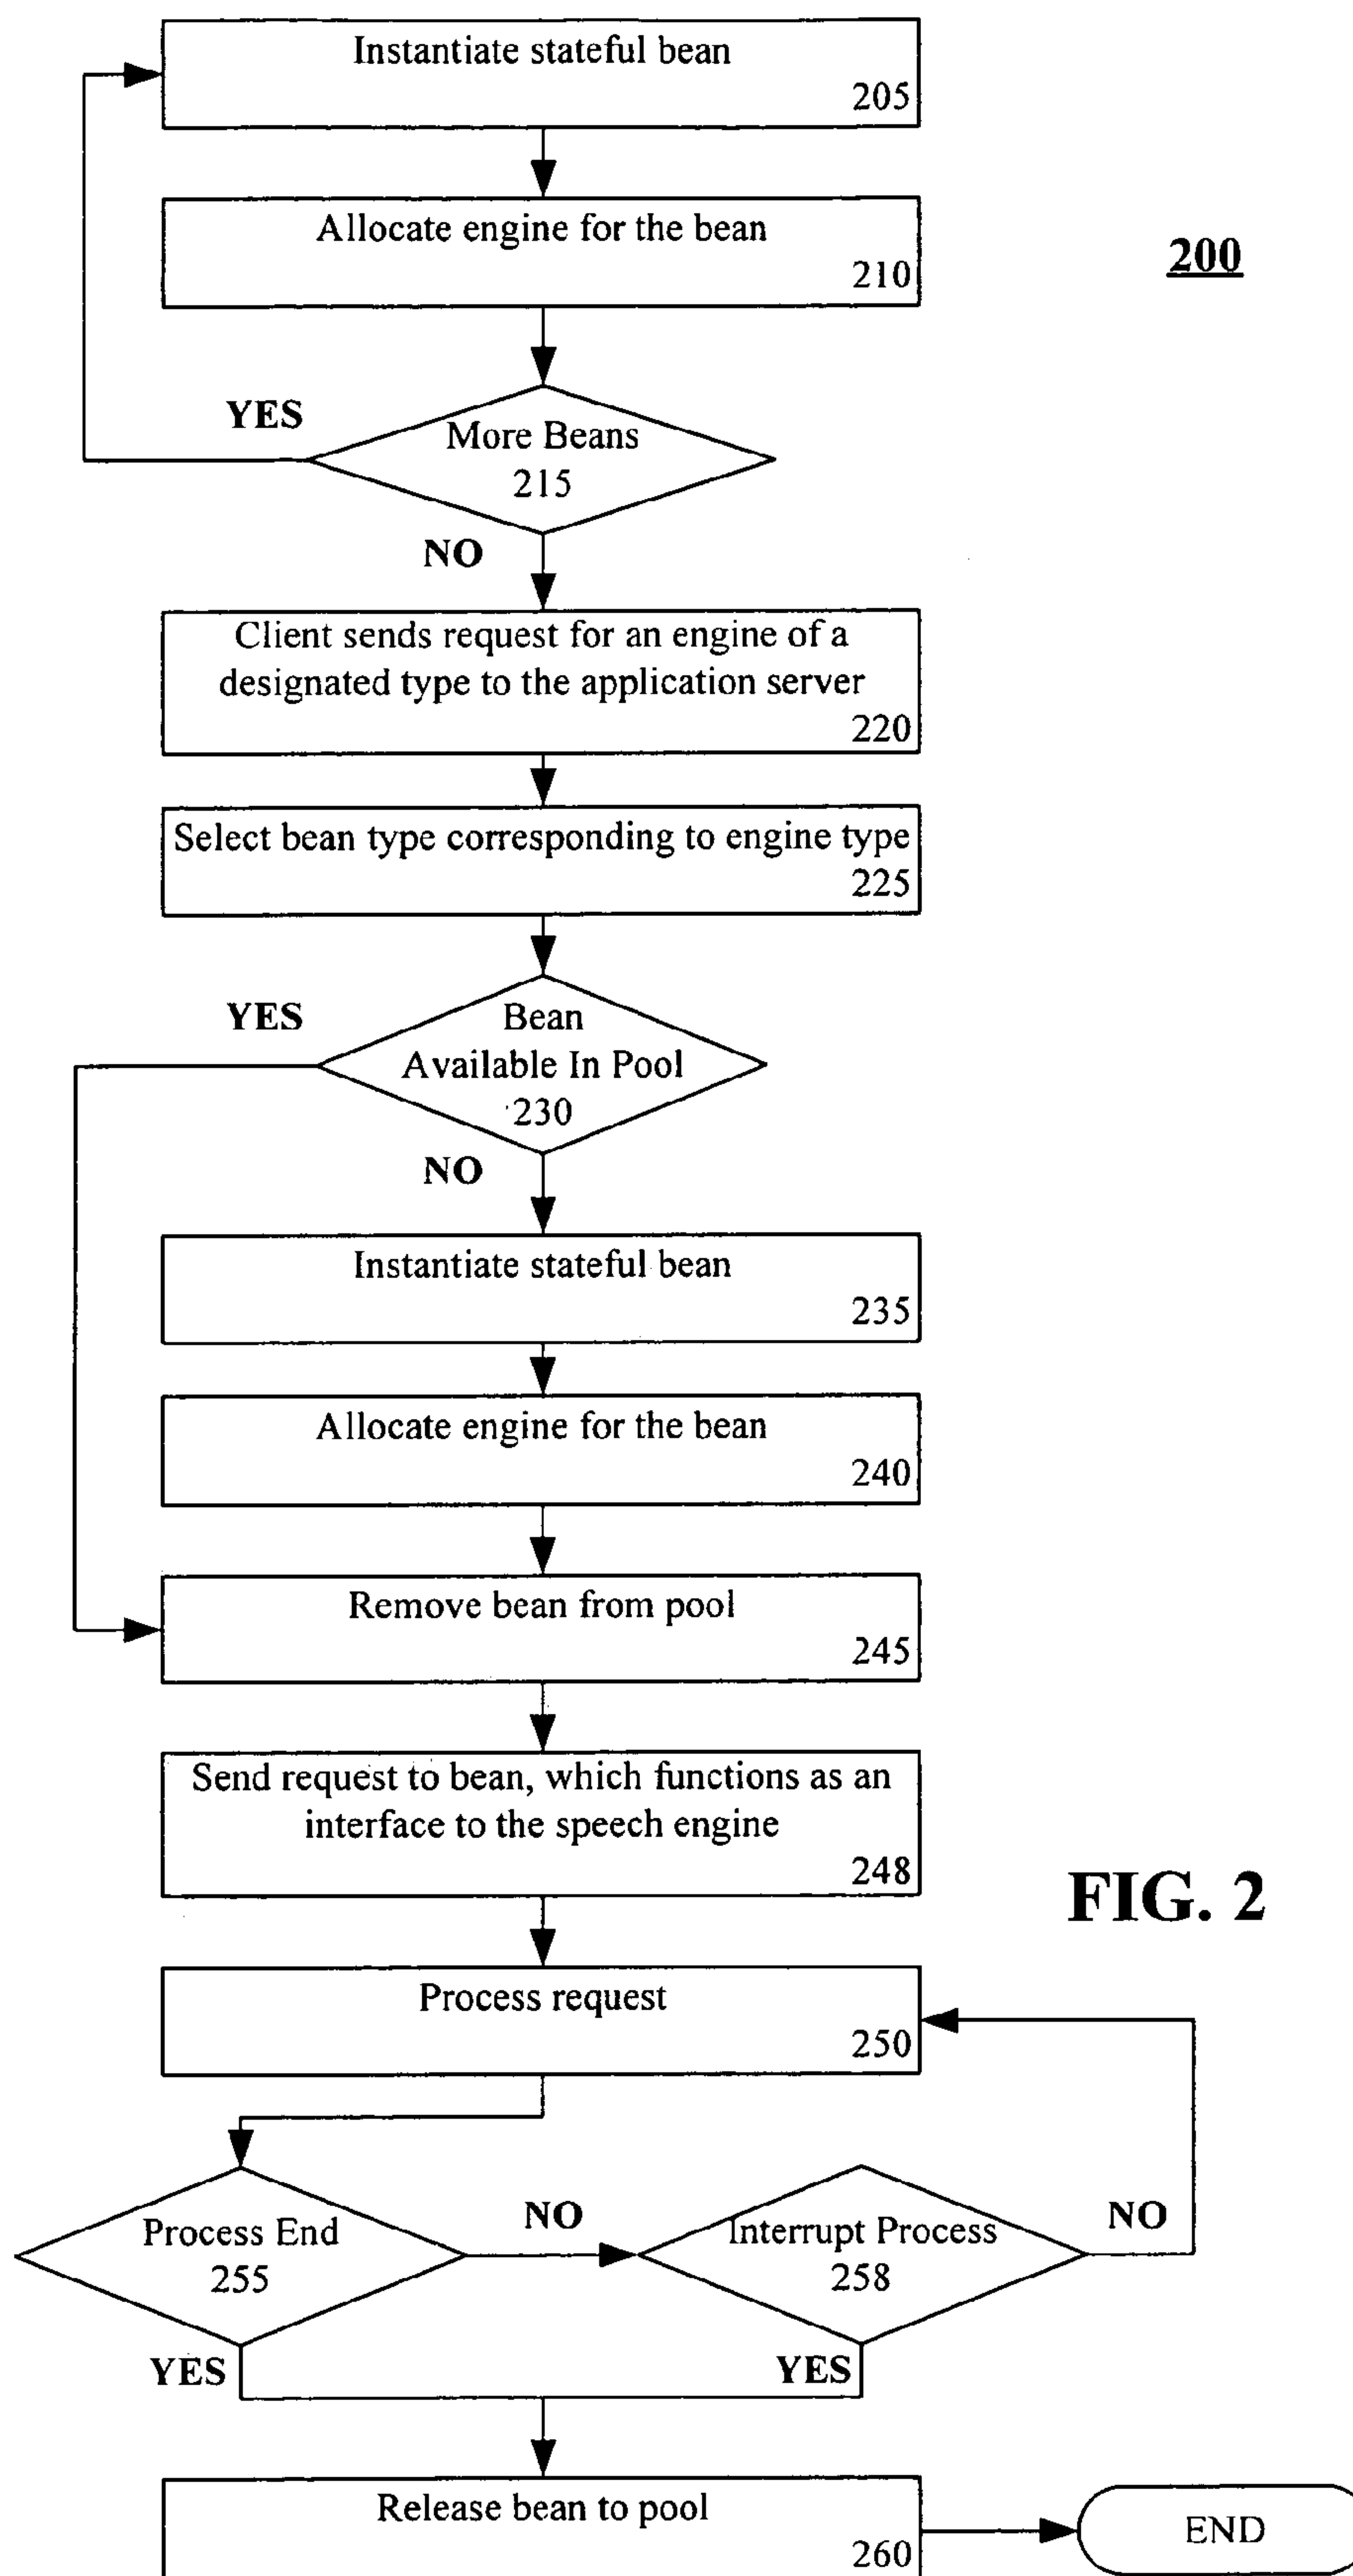 Instantiate stateful bean
205
Allocate engine for the bean
210
200
YES
More Beans
215
NO
Client sends request for an engine of a
designated type to the application server
220
Select bean type corresponding to engine type
225
YES
Bean
Available In Pool
230
NO
Instantiate stateful bean
235
Allocate engine for the bean
240
Remove bean from pool
245
Send request to bean, which functions as an
interface to the speech engine
248
FIG. 2
Process request
250
Process End
255
NO
Interrupt Process
258
NO
YES
YES
Release bean to pool
260
END